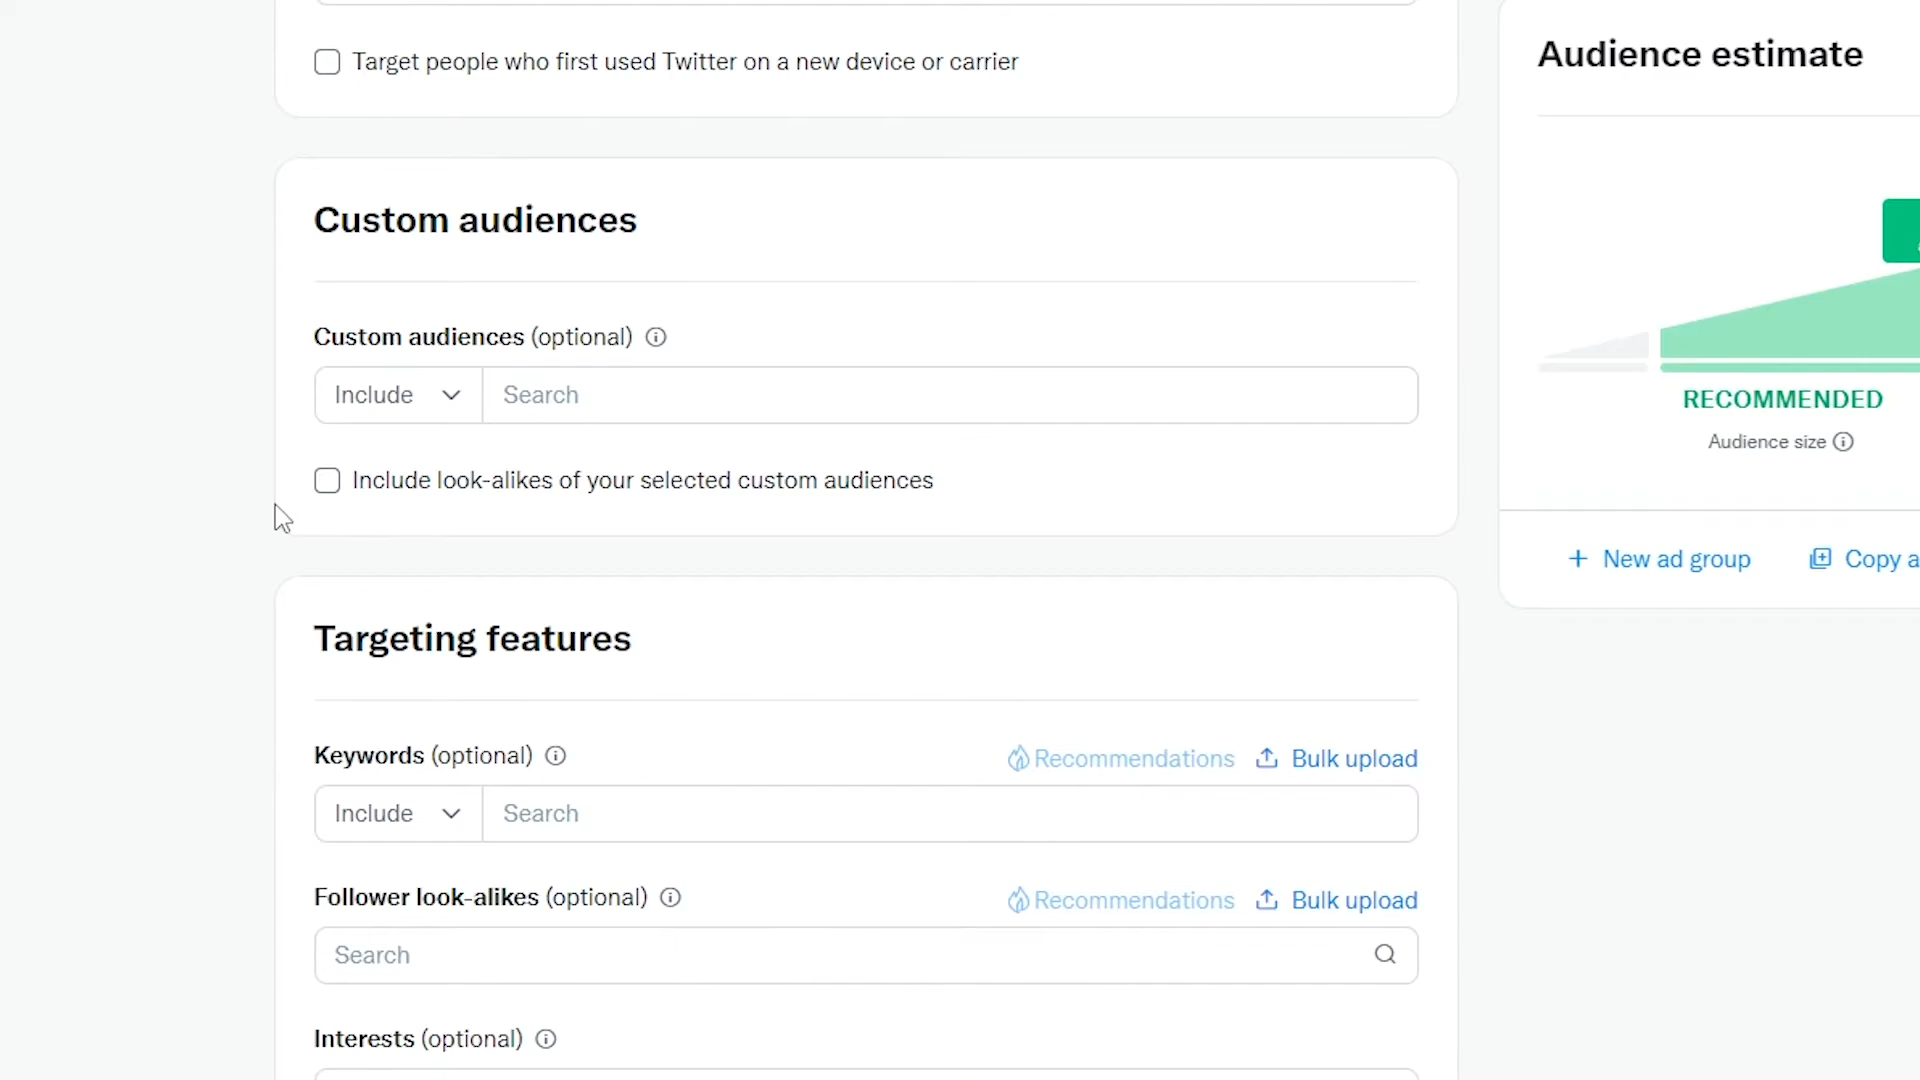 Target people who first used Twitter on a new device or carrier
Custom audiences
Custom audiences (optional)
Include
Search
Include look-alikes of your selected custom audiences
Targeting features
Keywords (optional)
Recommendations
Bulk upload
Include
Search
Follower look-alikes (optional)
Recommendations
Bulk upload
Search
Interests (optional)
Audience estimate
RECOMMENDED
Audience size
New ad group
Copy a